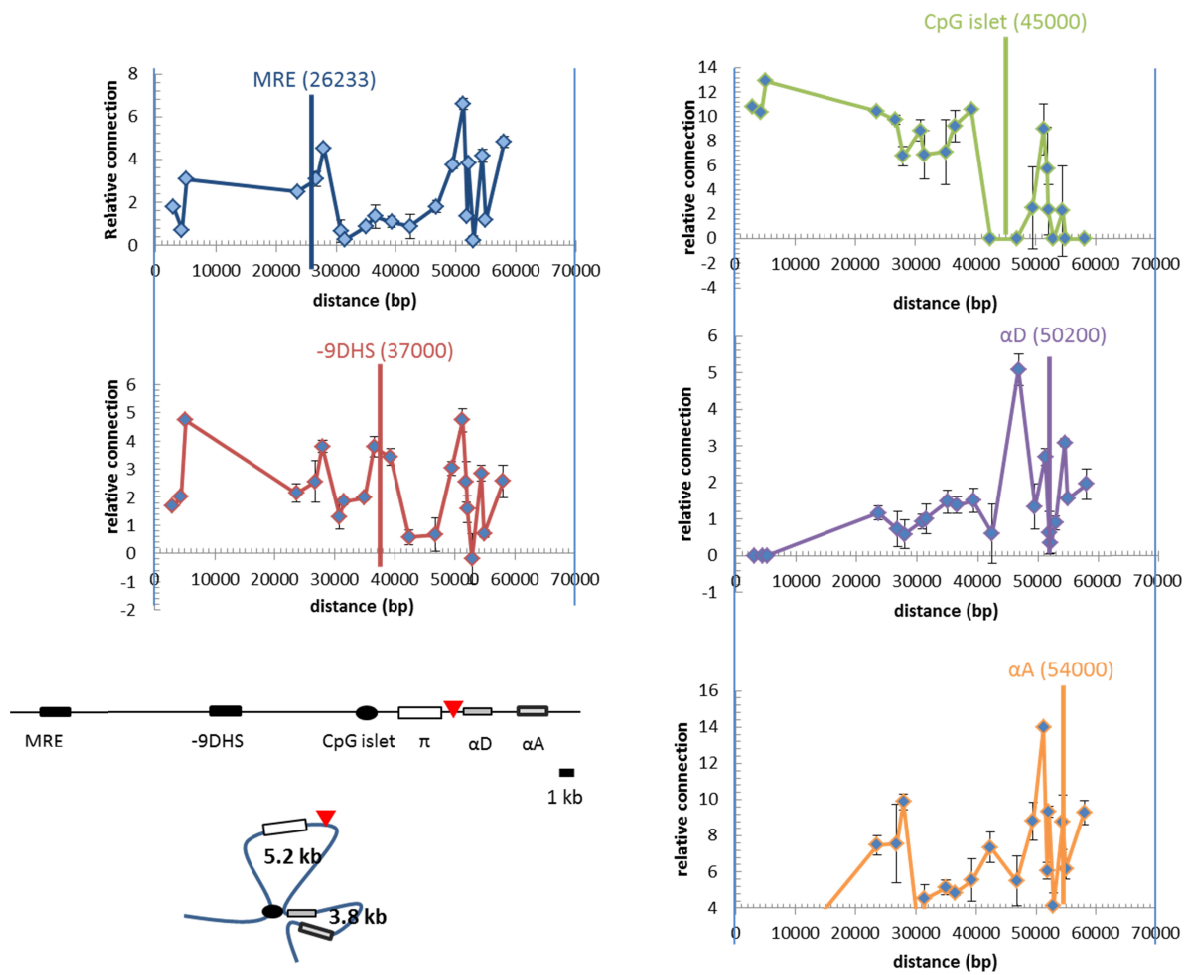 MRE (26233)
Relative connection
8
6
4
2
0
0 10000 20000 30000 40000 50000 60000 70000
distance (bp)
CpG islet (45000)
relative connection
14
12
10
8
6
4
2
0
-2
-4
0 10000 20000 30000 40000 50000 60000 70000
distance (bp)
-9DHS (37000)
relative connection
6
5
4
3
2
1
0
-1
-2
0 10000 20000 30000 40000 50000 60000 70000
distance (bp)
αD (50200)
relative connection
6
5
4
3
2
1
0
-1
0 10000 20000 30000 40000 50000 60000 70000
distance (bp)
MRE -9DHS CpG islet π αD αA
1 kb
5.2 kb
3.8 kb
αA (54000)
relative connection
16
14
12
10
8
6
4
0 10000 20000 30000 40000 50000 60000 70000
distance (bp)